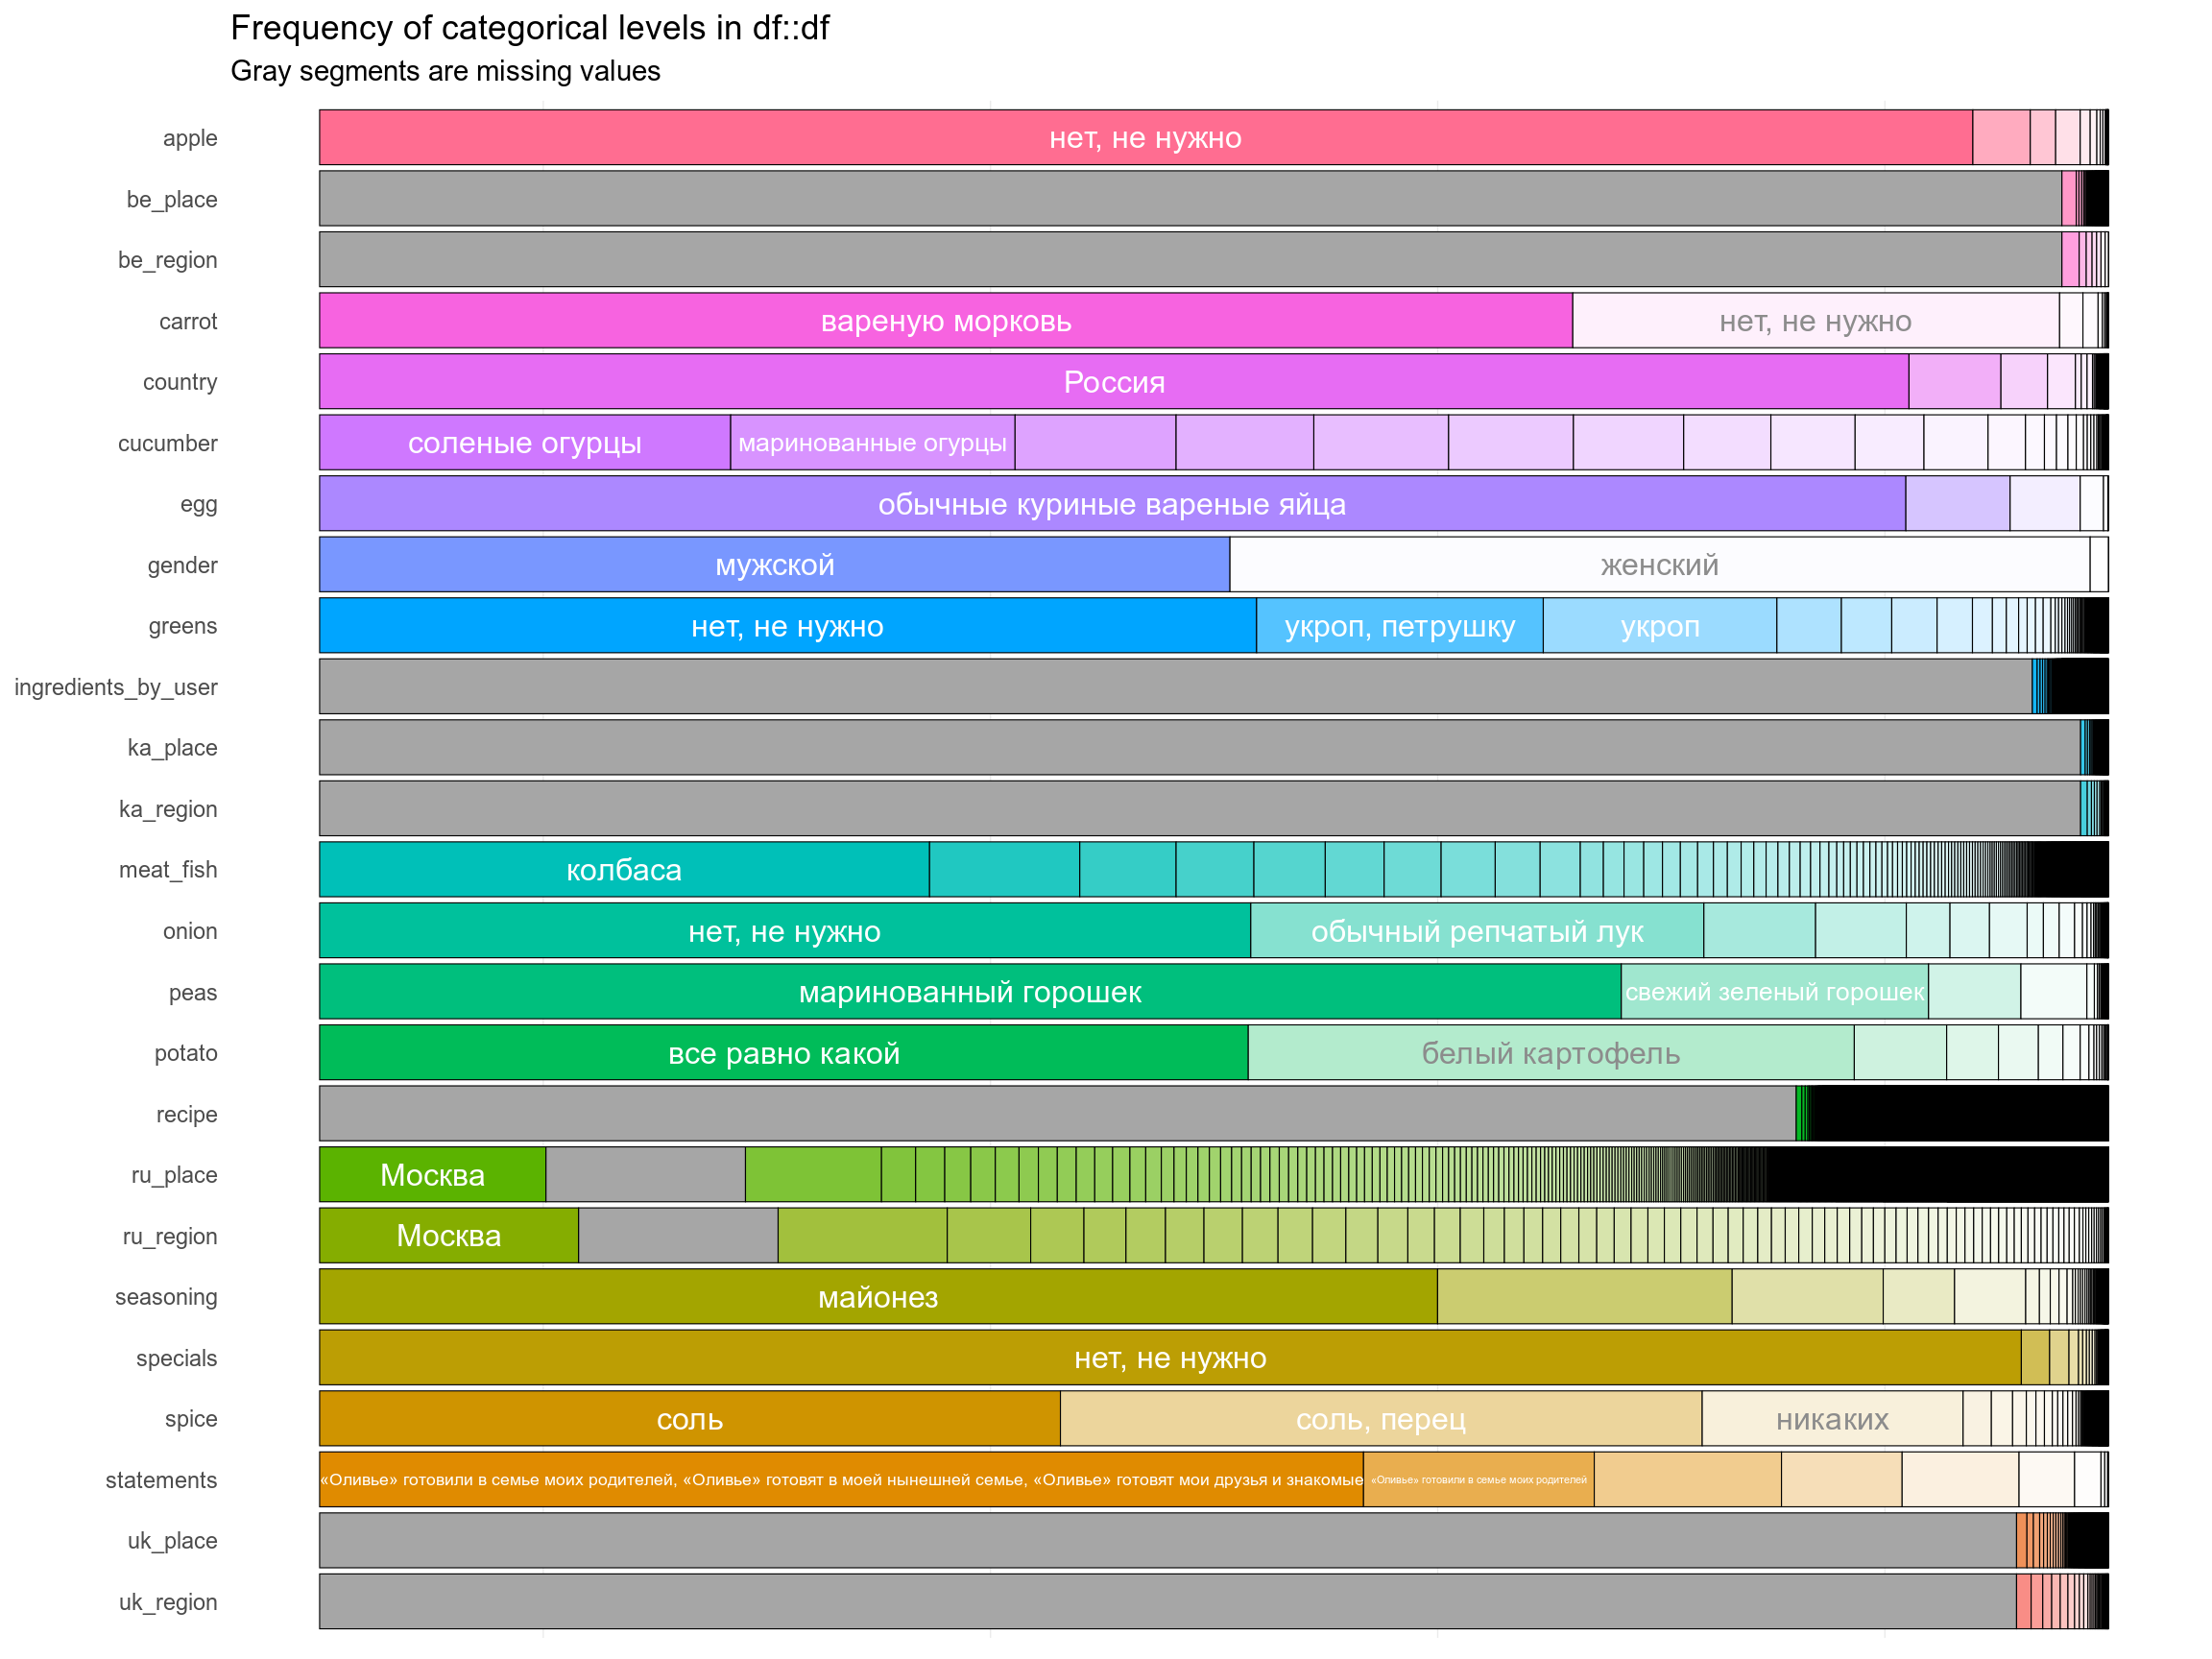 Frequency of categorical levels in df::df
Gray segments are missing values
apple нет, не нужно
be_place
be_region
carrot вареную морковь нет, не нужно
country Россия
cucumber соленые огурцы маринованные огурцы
egg обычные куриные вареные яйца
gender мужской женский
greens нет, не нужно укроп, петрушку укроп
ingredients_by_user
ka_place
ka_region
meat_fish колбаса
onion нет, не нужно обычный репчатый лук
peas маринованный горошек свежий зеленый горошек
potato все равно какой белый картофель
recipe
ru_place Москва
ru_region Москва
seasoning майонез
specials нет, не нужно
spice соль соль, перец никаких
statements «Оливье» готовили в семье моих родителей, «Оливье» готовят в моей нынешней семье, «Оливье» готовят мои друзья и знакомые «Оливье» готовили в семье моих родителей
uk_place
uk_region